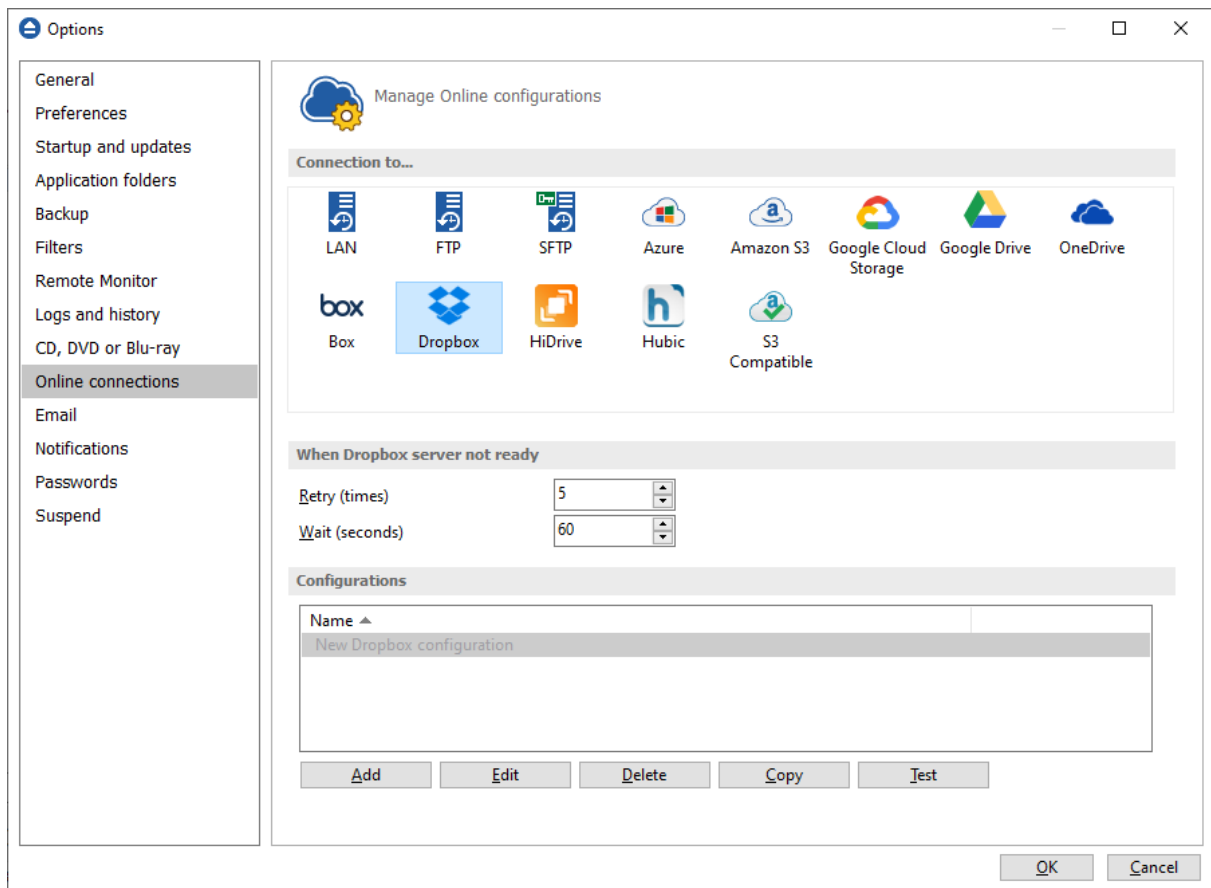 Options
General
Preferences
Startup and updates
Application folders
Backup
Filters
Remote Monitor
Logs and history
CD, DVD or Blu-ray
Online connections
Email
Notifications
Passwords
Suspend
Manage Online configurations
Connection to...
LAN FTP SFTP Azure Amazon S3 Google Cloud Storage Google Drive OneDrive
box
Box Dropbox HiDrive Hubic S3 Compatible
When Dropbox server not ready
Retry (times) 5
Wait (seconds) 60
Configurations
Name
New Dropbox configuration
Add Edit Delete Copy Test
OK Cancel